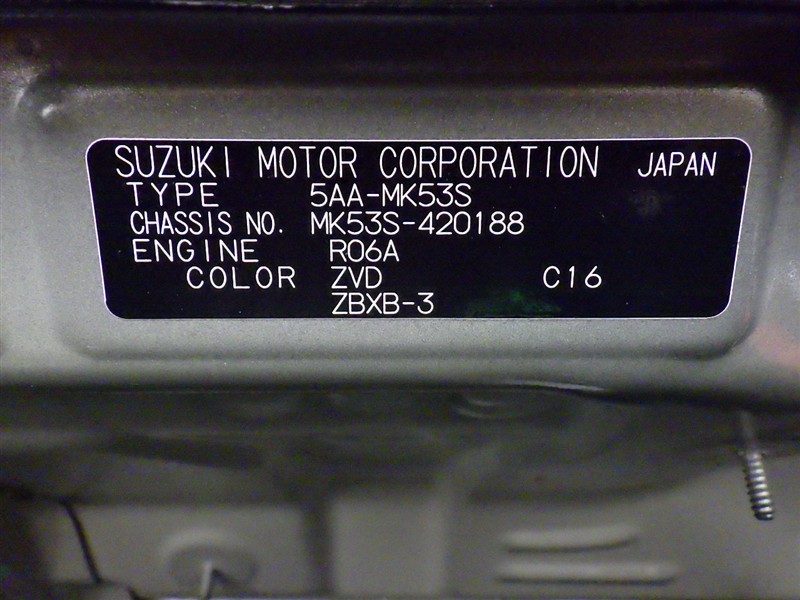 SUZUKI MOTOR CORPORATION JAPAN
TYPE 5AA-MK53S
CHASSIS NO. MK53S-420188
ENGINE R06A
COLOR ZVD C16
ZBXB-3